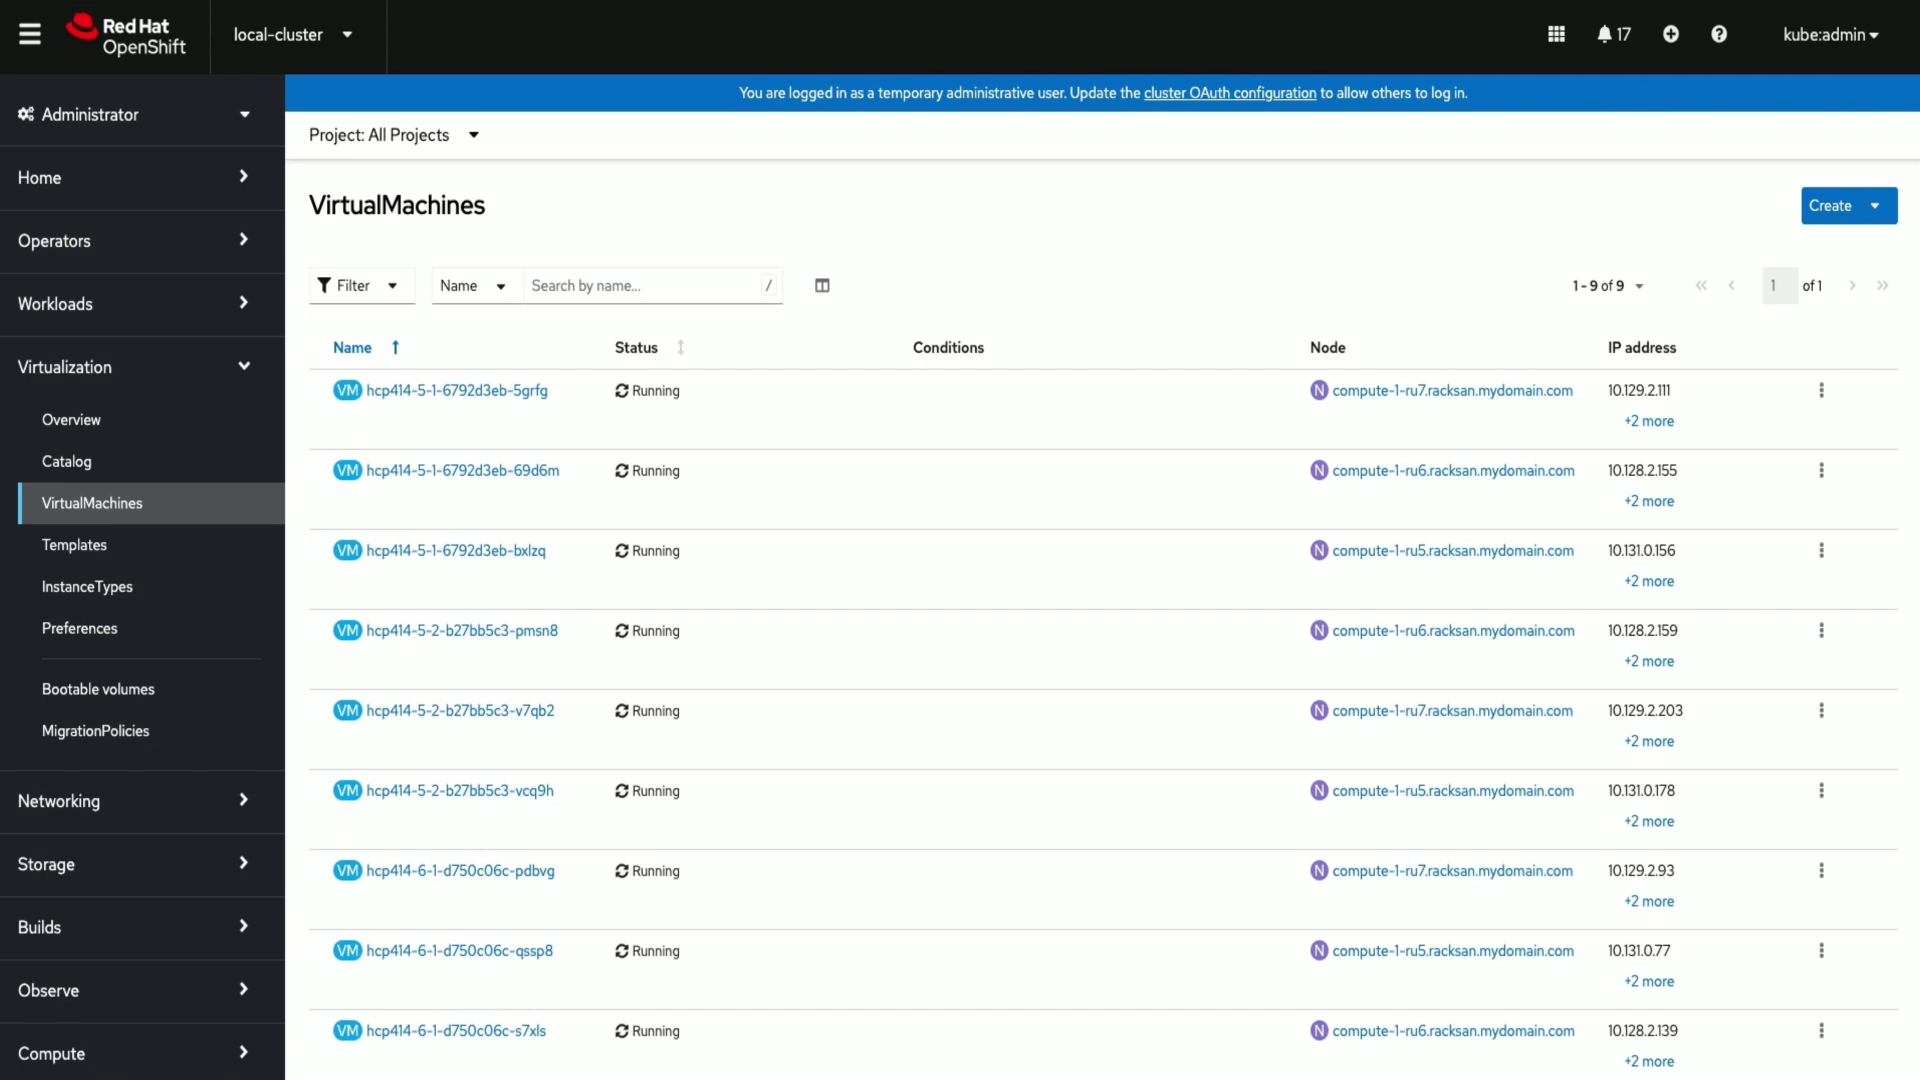 Red Hat
OpenShift
local-cluster
17
kube:admin
You are logged in as a temporary administrative user. Update the cluster OAuth configuration to allow others to log in.
Administrator
Home
Operators
Workloads
Virtualization
Overview
Catalog
VirtualMachines
Templates
InstanceTypes
Preferences
Bootable volumes
MigrationPolicies
Networking
Storage
Builds
Observe
Compute
Project: All Projects
VirtualMachines
Create
Filter
Name
Search by name...
/
1 - 9 of 9
1
of 1
Name Status Conditions Node IP address
VM hcp414-5-1-6792d3eb-5grfg Running N compute-1-ru7.racksan.mydomain.com 10.129.2.111
+2 more
VM hcp414-5-1-6792d3eb-69d6m Running N compute-1-ru6.racksan.mydomain.com 10.128.2.155
+2 more
VM hcp414-5-1-6792d3eb-bxlzq Running N compute-1-ru5.racksan.mydomain.com 10.131.0.156
+2 more
VM hcp414-5-2-b27bb5c3-pmsn8 Running N compute-1-ru6.racksan.mydomain.com 10.128.2.159
+2 more
VM hcp414-5-2-b27bb5c3-v7qb2 Running N compute-1-ru7.racksan.mydomain.com 10.129.2.203
+2 more
VM hcp414-5-2-b27bb5c3-vcq9h Running N compute-1-ru5.racksan.mydomain.com 10.131.0.178
+2 more
VM hcp414-6-1-d750c06c-pdbvg Running N compute-1-ru7.racksan.mydomain.com 10.129.2.93
+2 more
VM hcp414-6-1-d750c06c-qssp8 Running N compute-1-ru5.racksan.mydomain.com 10.131.0.77
+2 more
VM hcp414-6-1-d750c06c-s7xls Running N compute-1-ru6.racksan.mydomain.com 10.128.2.139
+2 more